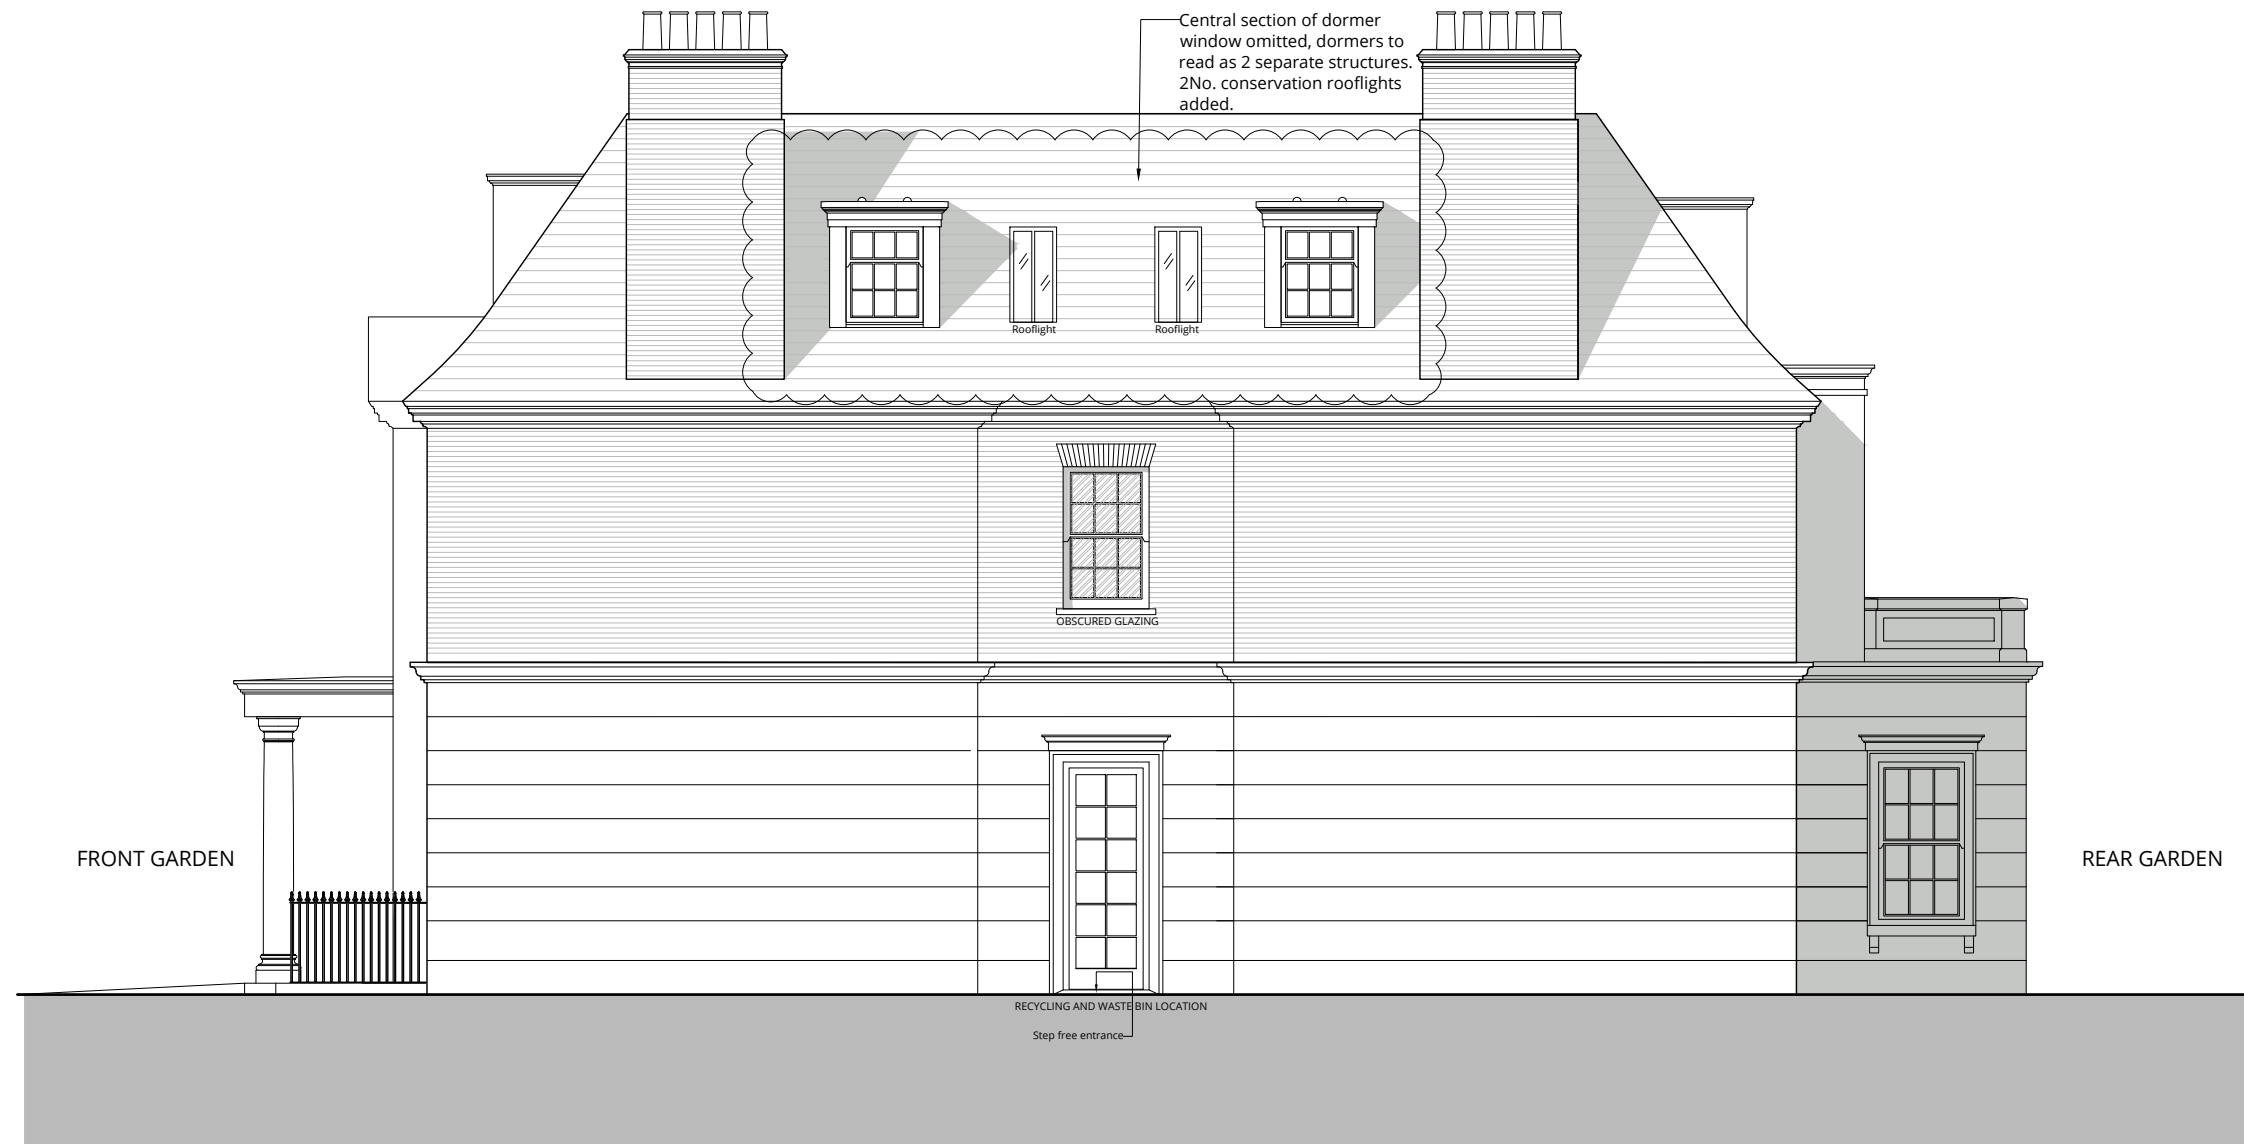 Central section of dormer
window omitted, dormers to
read as 2 separate structures.
2No. conservation rooflights
added.
Rooflight
Rooflight
OBSCURED GLAZING
FRONT GARDEN
REAR GARDEN
RECYCLING AND WASTE BIN LOCATION
Step free entrance